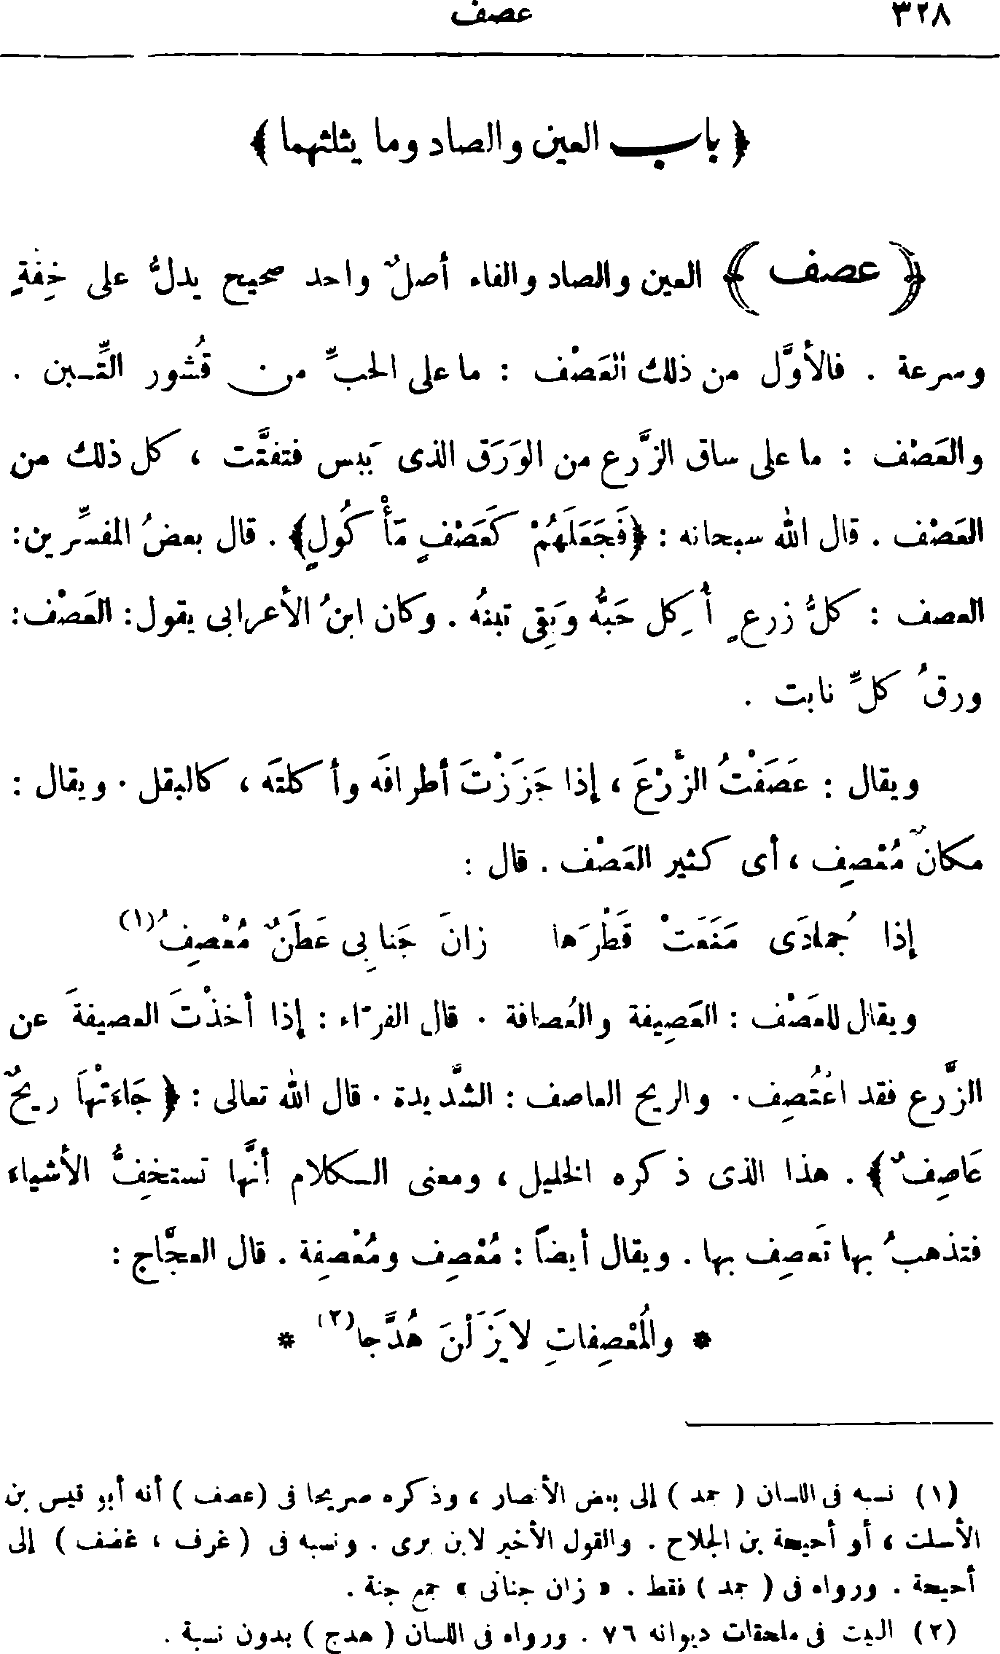 ٣٢٨
عصف
﴿ باب العين والصاد وما يثلثهما ﴾
﴿ عصف ﴾ العين والصاد والفاء أصلٌ واحد صحيح يدلُّ على خِفّةٍ
وسرعة . فالأوَّل من ذلك العَصْف : ما على الحبِّ من قُشور التِّبن .
والعَصْف : ما على ساق الزَّرع من الوَرَق الذى يَبِس فتفتَّت ، كل ذلك من
العَصْف . قال الله سبحانه : ﴿فَجَعَلَهُمْ كَعَصْفٍ مَّأْكُولٍ﴾ . قال بعضُ المفسِّرين:
العصف : كلُّ زرعٍ أُكِل حَبُّه وبَقِى تبنُه . وكان ابنُ الأعرابى يقول: العَصْف:
ورقُ كلِّ نابت .
ويقال : عَصَفْتُ الزَّرْعَ ، إذا جَزَزْتَ أطرافَه وأكلتَه ، كالبقل . ويقال :
مكانٌ مُعْصِف ، أى كثير العَصْف . قال :
إذا جُمادَى مَنَعَتْ قَطْرَها زانَ جَنابِى عَطَنٌ مُعْصِفُ(١)
ويقال للعَصْف : العَصِيفة والعُصافة . قال الفرّاء : إذا أخذْتَ العصيفةَ عن
الزَّرع فقد اعْتُصِف . والريح العاصف : الشَّديدة . قال الله تعالى : ﴿ جَاءَتْهَا رِيحٌ
عَاصِفٌ ﴾ . هذا الذى ذكره الخليل ، ومعنى الكلام أنَّها تستخفُّ الأشياء
فتذهبُ بها تَعصِف بها . ويقال أيضاً : مُعْصِف ومُعْصِفة . قال العجَّاج :
* والمُعْصِفاتِ لا يَزَلْنَ هُدَّجا(٢) *
(١) نسبه فى اللسان ( جمد ) إلى بعض الأنصار ، وذكره صريحا فى (عصف ) أنه أبو قيس بن
الأسلت ، أو أحيحة بن الجلاح . والقول الأخير لابن برى . ونسبه فى ( غرف ، غضف ) إلى
أحيحة . ورواه فى ( جمد ) فقط . « زان جنانى » جمع جنة .
(٢) البيت فى ملحقات ديوانه ٧٦ . ورواه فى اللسان ( هدج ) بدون نسبة .